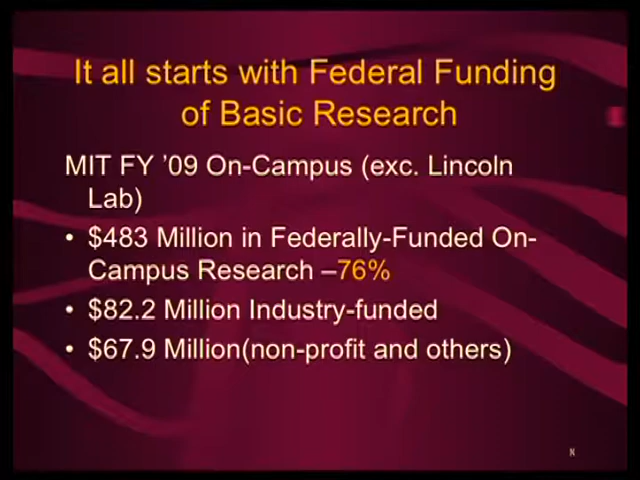 It all starts with Federal Funding
of Basic Research
MIT FY ’09 On-Campus (exc. Lincoln
Lab)
• $483 Million in Federally-Funded On-
Campus Research –76%
• $82.2 Million Industry-funded
• $67.9 Million(non-profit and others)